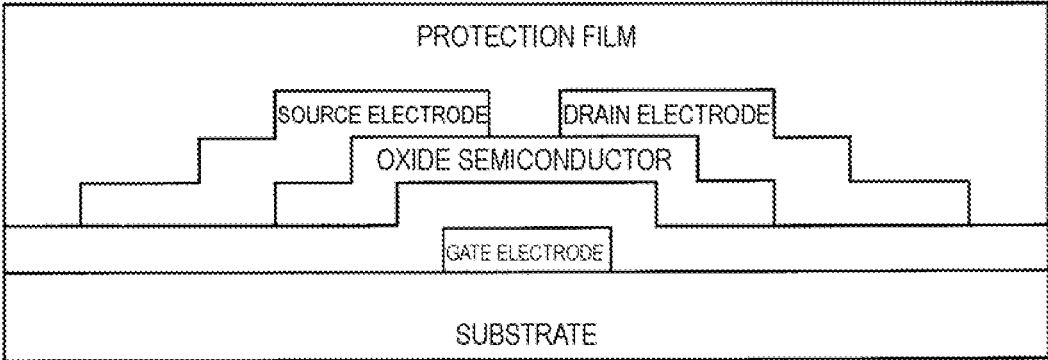 PROTECTION FILM
SOURCE ELECTRODE
DRAIN ELECTRODE
OXIDE SEMICONDUCTOR
GATE ELECTRODE
SUBSTRATE